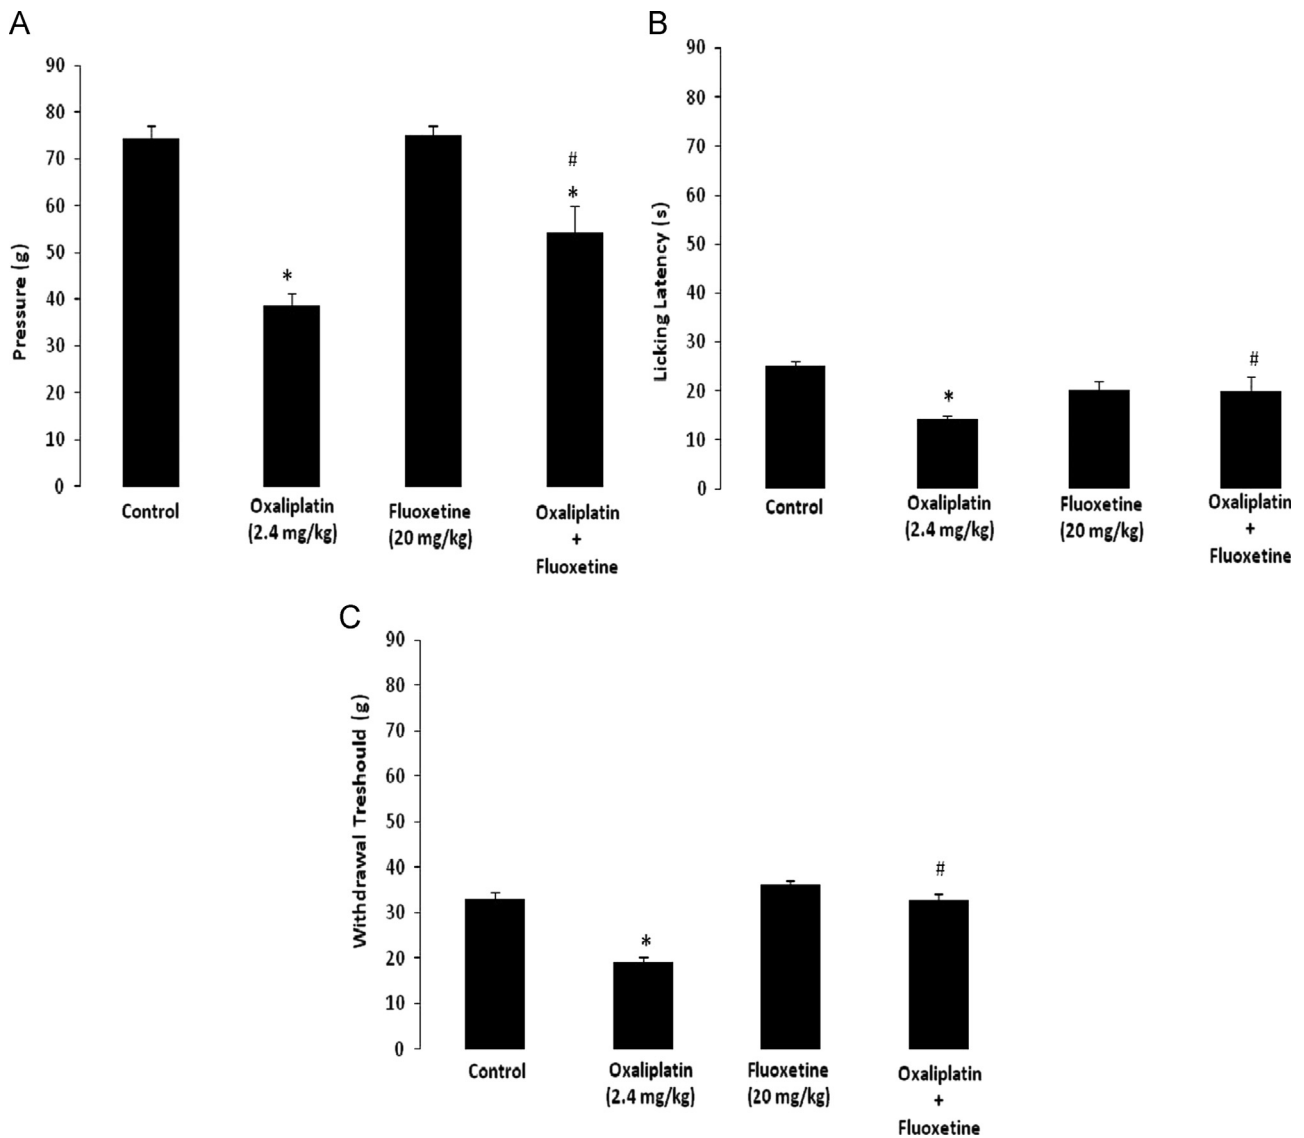 A
90
80
70
60
50
40
30
20
10
0
Pressure (g)
*
#
*
Control
Oxaliplatin
(2.4 mg/kg)
Fluoxetine
(20 mg/kg)
Oxaliplatin
+
Fluoxetine
B
90
80
70
60
50
40
30
20
10
0
Licking Latency (s)
*
#
Control
Oxaliplatin
(2.4 mg/kg)
Fluoxetine
(20 mg/kg)
Oxaliplatin
+
Fluoxetine
C
90
80
70
60
50
40
30
20
10
0
Withdrawal Treshould (g)
*
#
Control
Oxaliplatin
(2.4 mg/kg)
Fluoxetine
(20 mg/kg)
Oxaliplatin
+
Fluoxetine